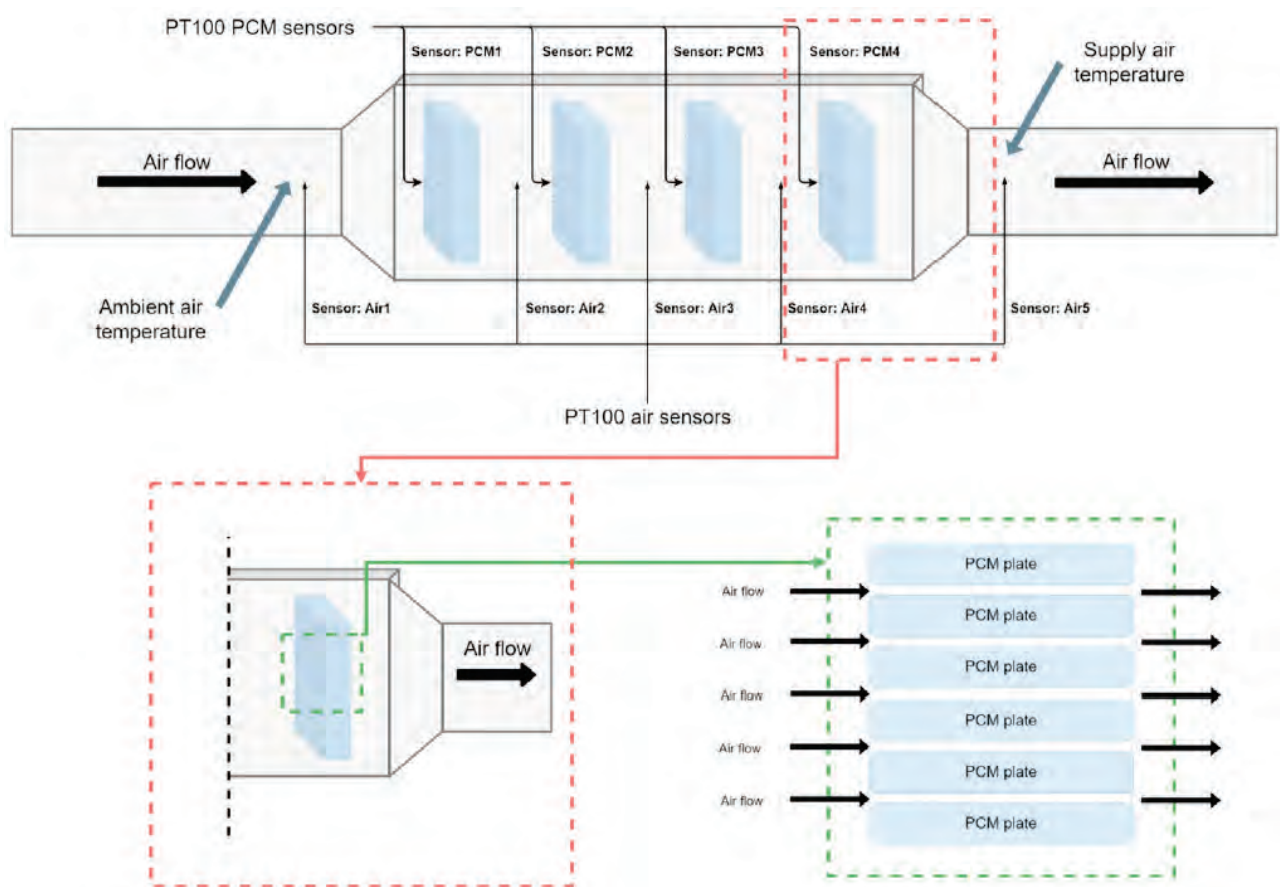 PT100 PCM sensors
Sensor: PCM1
Sensor: PCM2
Sensor: PCM3
Sensor: PCM4
Supply air
temperature
Air flow
Air flow
Ambient air
temperature
Sensor: Air1
Sensor: Air2
Sensor: Air3
Sensor: Air4
Sensor: Air5
PT100 air sensors
Air flow
PCM plate
Air flow
PCM plate
Air flow
PCM plate
Air flow
PCM plate
Air flow
PCM plate
Air flow
PCM plate